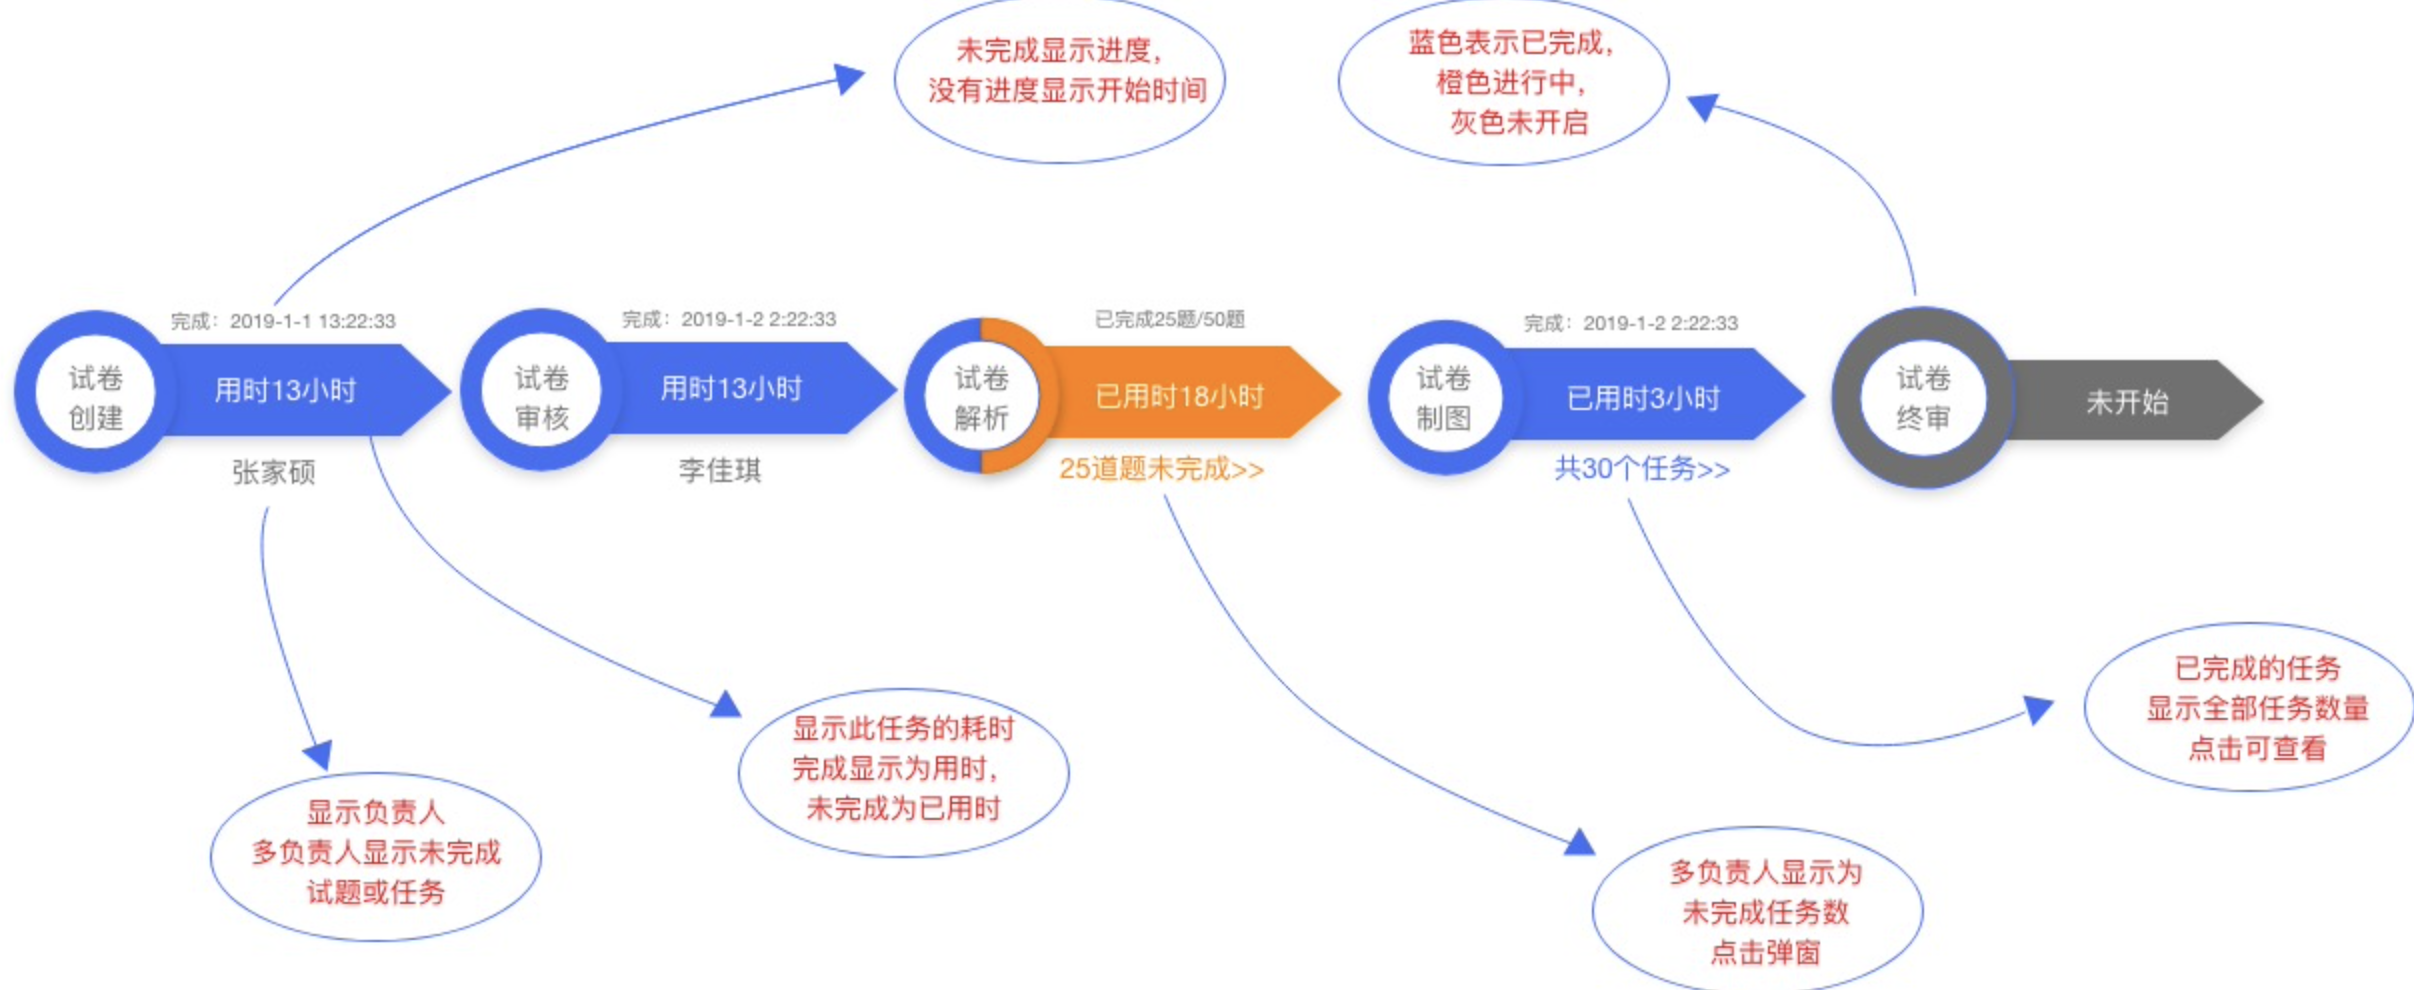 未完成显示进度，
没有进度显示开始时间
蓝色表示已完成，
橙色进行中，
灰色未开启
完成：2019-1-1 13:22:33
试卷
创建
用时13小时
张家硕
完成：2019-1-2 2:22:33
试卷
审核
用时13小时
李佳琪
已完成25题/50题
试卷
解析
已用时18小时
25道题未完成>>
完成：2019-1-2 2:22:33
试卷
制图
已用时3小时
共30个任务>>
试卷
终审
未开始
显示负责人
多负责人显示未完成
试题或任务
显示此任务的耗时
完成显示为用时，
未完成为已用时
多负责人显示为
未完成任务数
点击弹窗
已完成的任务
显示全部任务数量
点击可查看